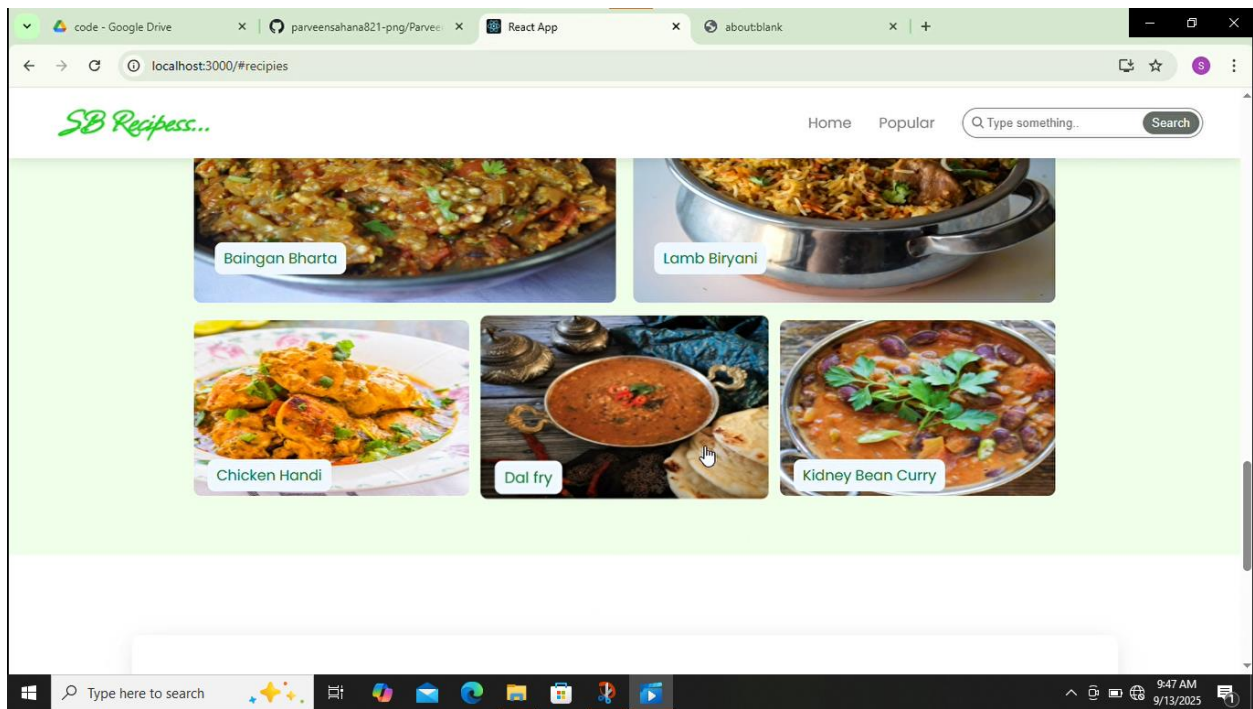 code - Google Drive
parveensahana821-png/Parvee
React App
about:blank
localhost:3000/#recipies
S
SB Recipess...
Home
Popular
Type something..
Search
Baingan Bharta
Lamb Biryani
Chicken Handi
Dal fry
Kidney Bean Curry
Type here to search
9:47 AM
9/13/2025
1